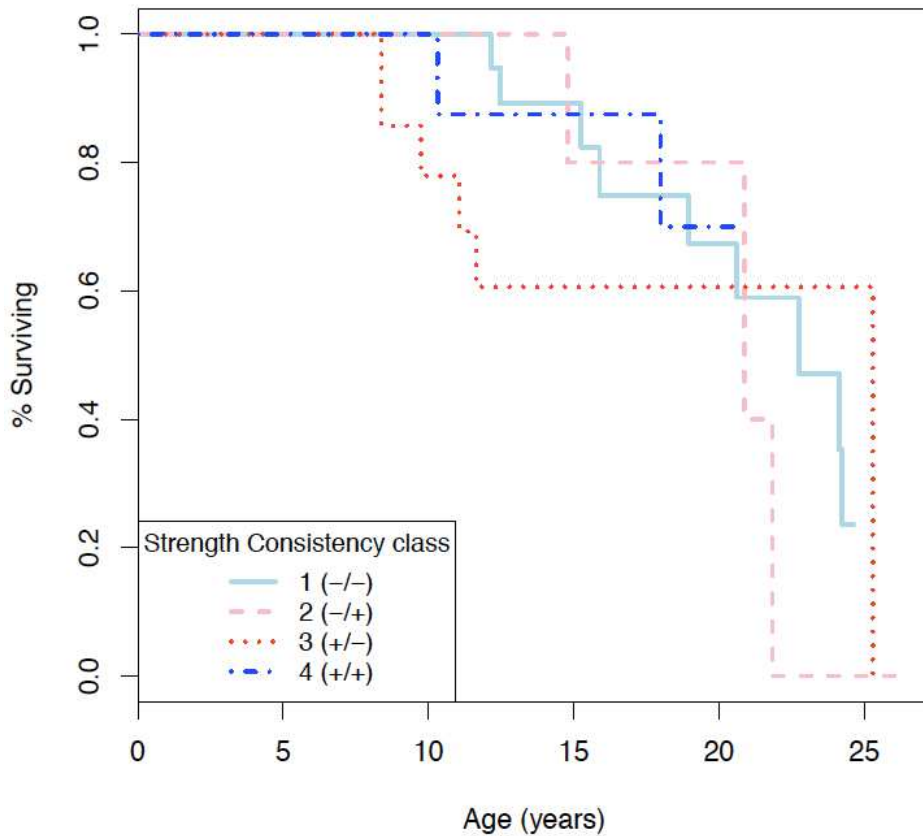 % Surviving
1.0
0.8
0.6
0.4
0.2
0.0
Strength Consistency class
1 (−/−)
2 (−/+)
3 (+/−)
4 (+/+)
0 5 10 15 20 25
Age (years)